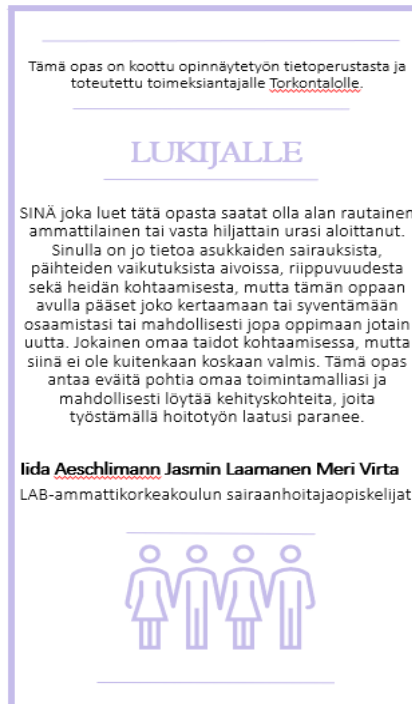 Tämä opas on koottu opinnäytetyön tietoperustasta ja
toteutettu toimeksiantajalle Torkontalolle.
LUKIJALLE
SINÄ joka luet tätä opasta saatat olla alan rautainen
ammattilainen tai vasta hiljattain urasi aloittanut.
Sinulla on jo tietoa asukkaiden sairauksista,
päihteiden vaikutuksista aivoissa, riippuvuudesta
sekä heidän kohtaamisesta, mutta tämän oppaan
avulla pääset joko kertaamaan tai syventämään
osaamistasi tai mahdollisesti jopa oppimaan jotain
uutta. Jokainen omaa taidot kohtaamisessa, mutta
siinä ei ole kuitenkaan koskaan valmis. Tämä opas
antaa eväitä pohtia omaa toimintamalliasi ja
mahdollisesti löytää kehityskohteita, joita
työstämällä hoitotyön laatusi paranee.
Iida Aeschlimann Jasmin Laamanen Meri Virta
LAB-ammattikorkeakoulun sairaanhoitajaopiskelijat